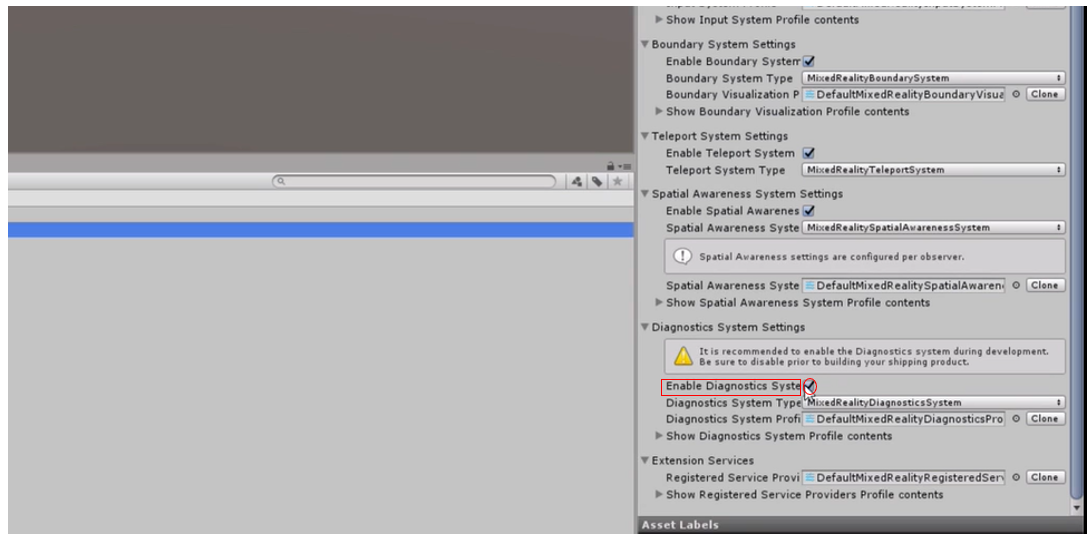 Show Input System Profile contents
Boundary System Settings
Enable Boundary System
Boundary System Type MixedRealityBoundarySystem
Boundary Visualization P DefaultMixedRealityBoundaryVisua Clone
Show Boundary Visualization Profile contents
Teleport System Settings
Enable Teleport System
Teleport System Type MixedRealityTeleportSystem
Spatial Awareness System Settings
Enable Spatial Awarenes
Spatial Awareness Syste MixedRealitySpatialAwarenessSystem
Spatial Awareness settings are configured per observer.
Spatial Awareness Syste DefaultMixedRealitySpatialAwaren Clone
Show Spatial Awareness System Profile contents
Diagnostics System Settings
It is recommended to enable the Diagnostics system during development.
Be sure to disable prior to building your shipping product.
Enable Diagnostics Syste
Diagnostics System Type MixedRealityDiagnosticsSystem
Diagnostics System Profi DefaultMixedRealityDiagnosticsPro Clone
Show Diagnostics System Profile contents
Extension Services
Registered Service Provi DefaultMixedRealityRegisteredServ Clone
Show Registered Service Providers Profile contents
Asset Labels